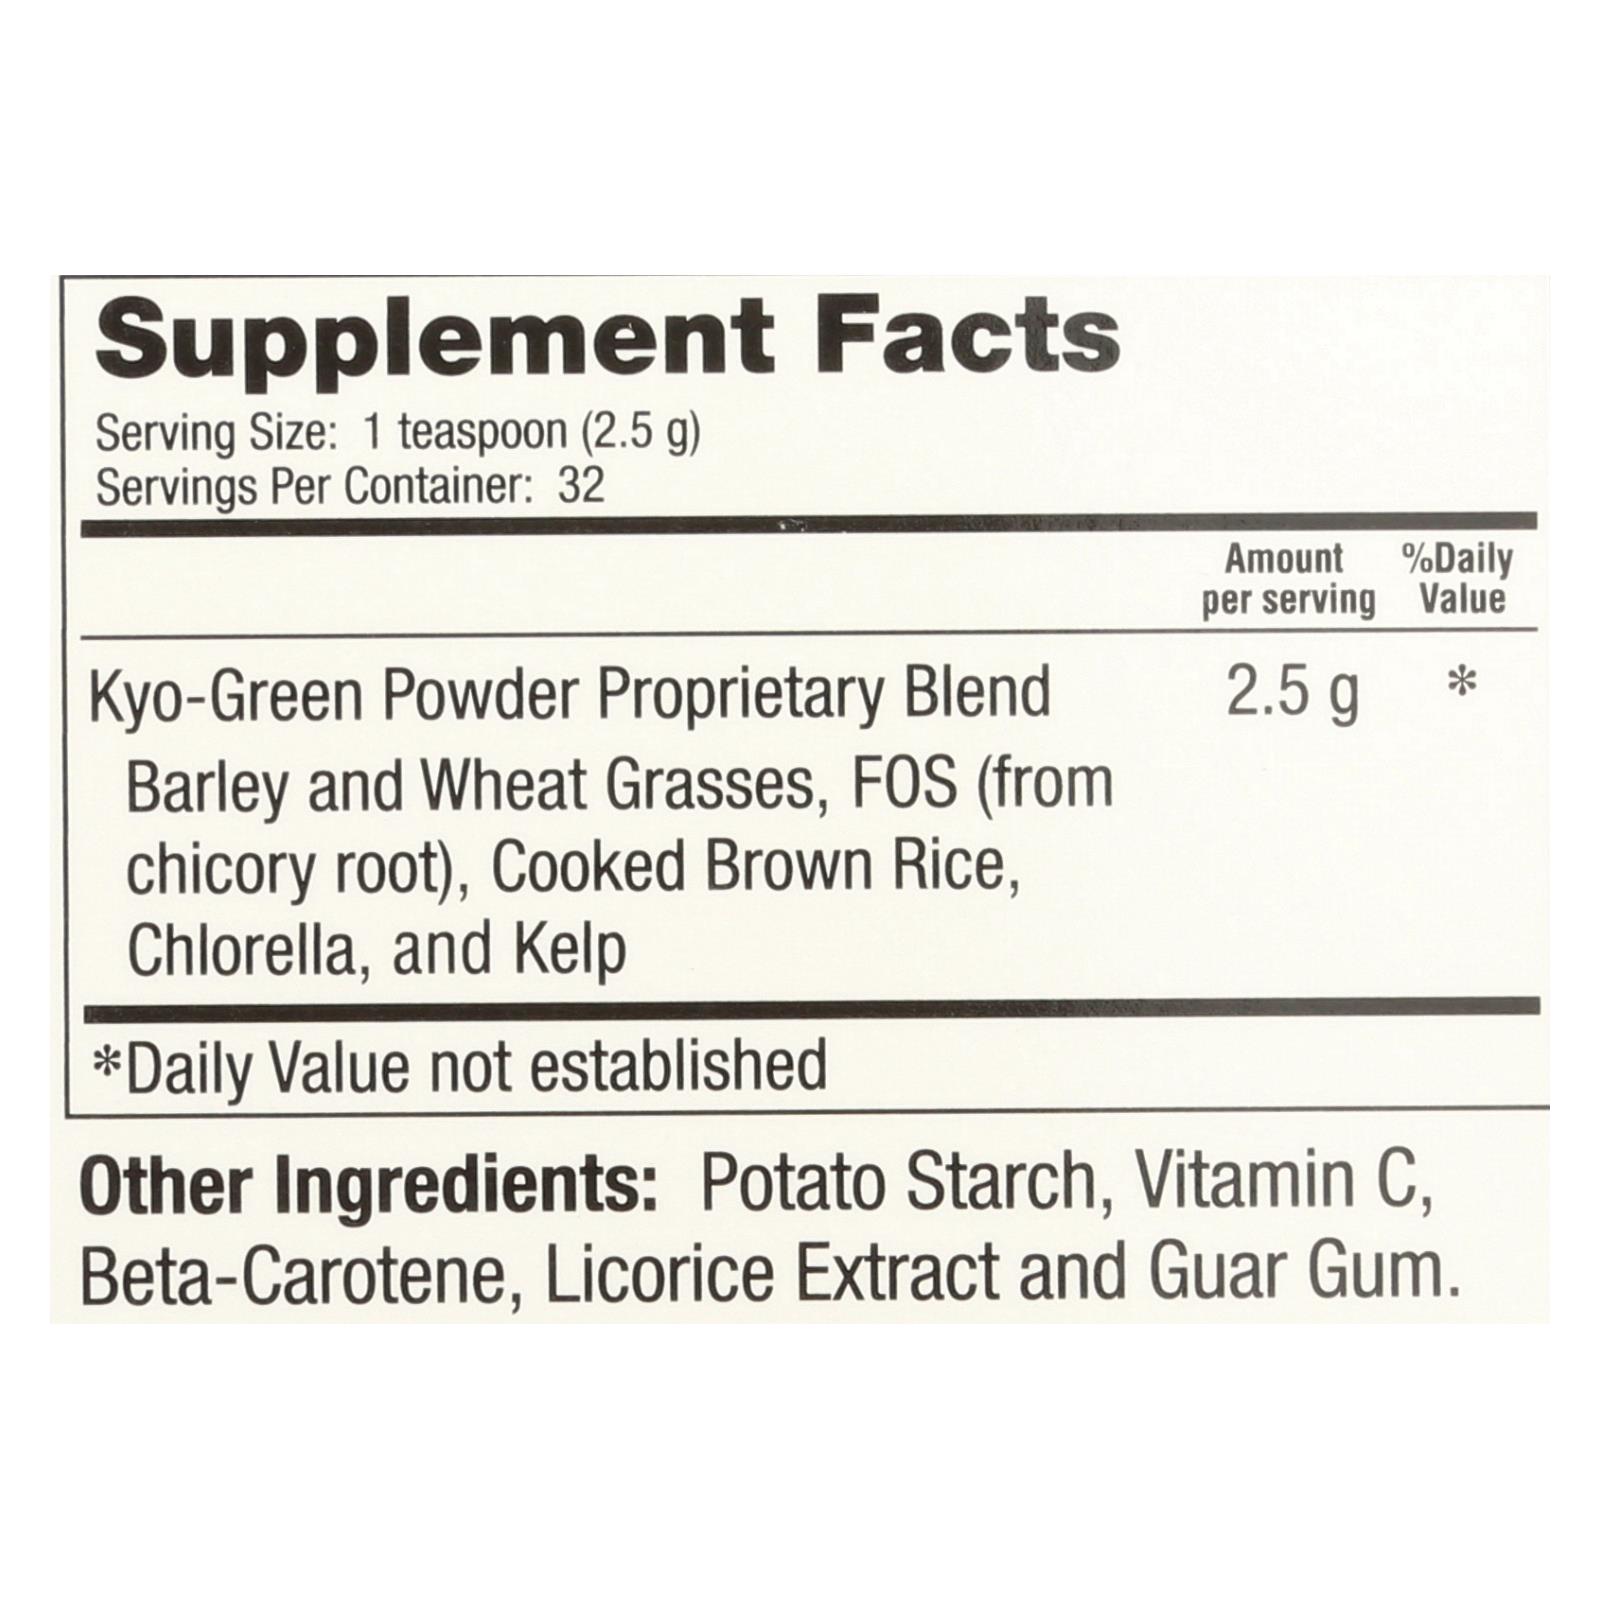 Supplement Facts
Serving Size: 1 teaspoon (2.5 g)
Servings Per Container: 32
Amount per serving %Daily Value
Kyo-Green Powder Proprietary Blend 2.5 g *
Barley and Wheat Grasses, FOS (from
chicory root), Cooked Brown Rice,
Chlorella, and Kelp
*Daily Value not established
Other Ingredients: Potato Starch, Vitamin C,
Beta-Carotene, Licorice Extract and Guar Gum.